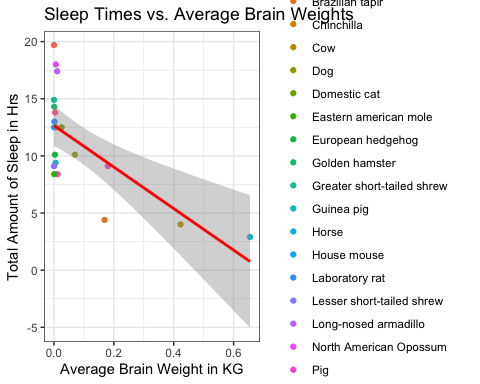 Sleep Times vs. Average Brain Weights
20
15
10
5
0
-5
0.0
0.2
0.4
0.6
Total Amount of Sleep in Hrs
Average Brain Weight in KG
Brazilian tapir
Chinchilla
Cow
Dog
Domestic cat
Eastern american mole
European hedgehog
Golden hamster
Greater short-tailed shrew
Guinea pig
Horse
House mouse
Laboratory rat
Lesser short-tailed shrew
Long-nosed armadillo
North American Opossum
Pig